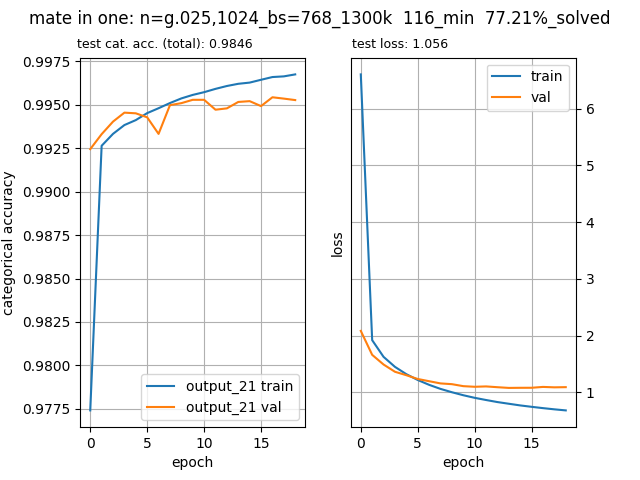 mate in one: n=g.025,1024_bs=768_1300k  116_min  77.21%_solved
test cat. acc. (total): 0.9846
categorical accuracy
0.9975
0.9950
0.9925
0.9900
0.9875
0.9850
0.9825
0.9800
0.9775
output_21 train
output_21 val
0 5 10 15
epoch
test loss: 1.056
loss
train
val
6
5
4
3
2
1
0 5 10 15
epoch